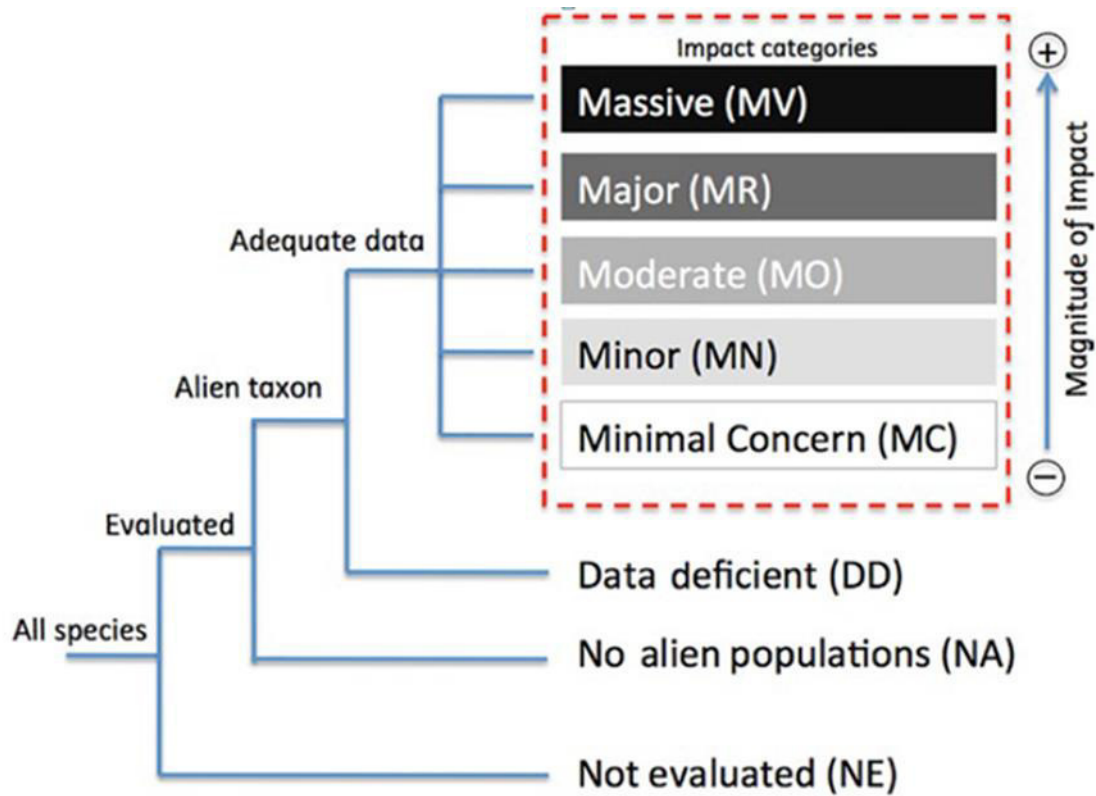 Impact categories
Massive (MV)
Major (MR)
Adequate data
Moderate (MO)
Minor (MN)
Alien taxon
Minimal Concern (MC)
Evaluated
Data deficient (DD)
All species
No alien populations (NA)
Not evaluated (NE)
+
Magnitude of Impact
−